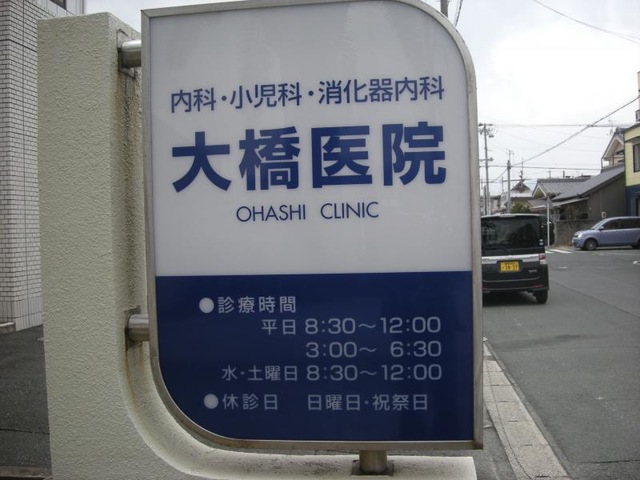 内科・小児科・消化器内科
大橋医院
OHASHI CLINIC
●診療時間
平日 8:30～12:00
3:00～ 6:30
水・土曜日 8:30～12:00
●休診日 日曜日・祝祭日